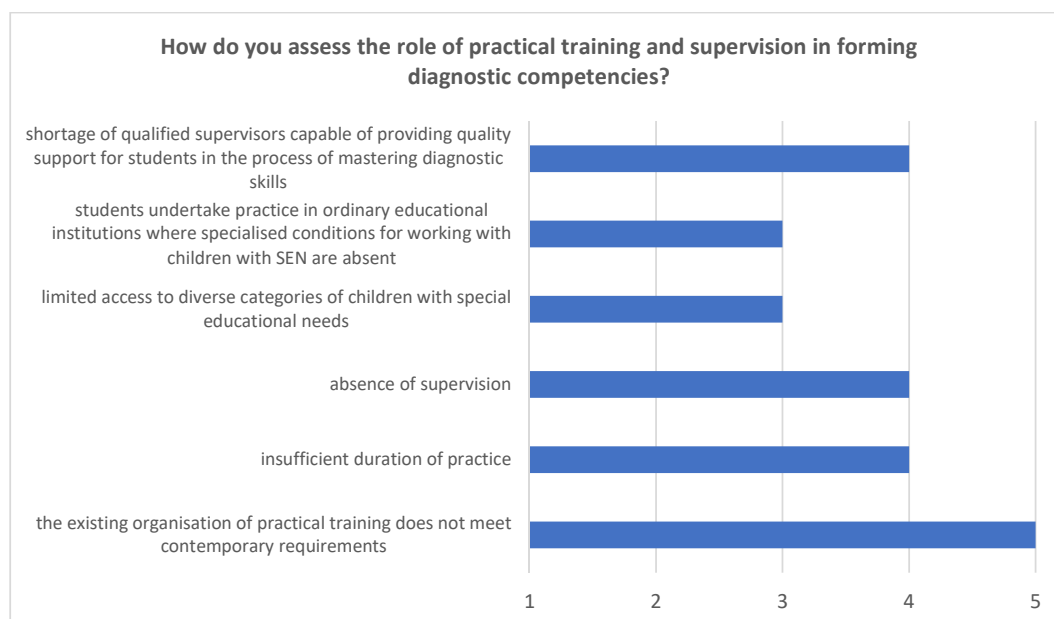 How do you assess the role of practical training and supervision in forming
diagnostic competencies?
shortage of qualified supervisors capable of providing quality
support for students in the process of mastering diagnostic
skills
students undertake practice in ordinary educational
institutions where specialised conditions for working with
children with SEN are absent
limited access to diverse categories of children with special
educational needs
absence of supervision
insufficient duration of practice
the existing organisation of practical training does not meet
contemporary requirements
1 2 3 4 5